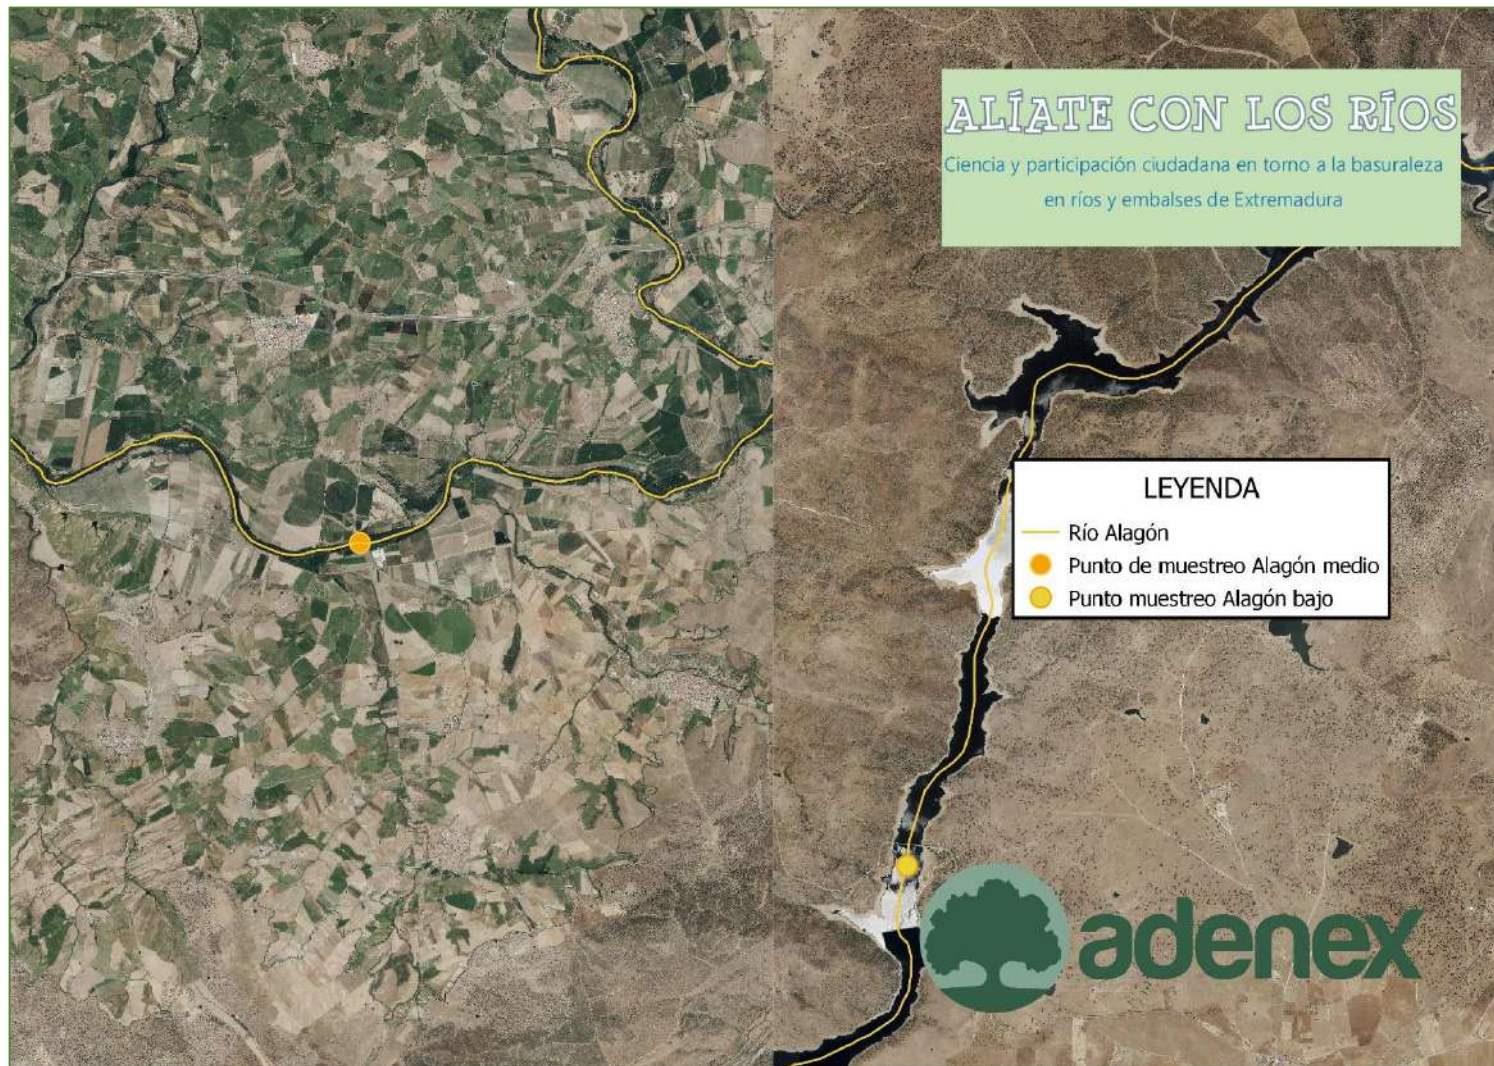 ALÍATE CON LOS RÍOS
Ciencia y participación ciudadana en torno a la basuraleza
en ríos y embalses de Extremadura
LEYENDA
Río Alagón
Punto de muestreo Alagón medio
Punto muestreo Alagón bajo
adenex